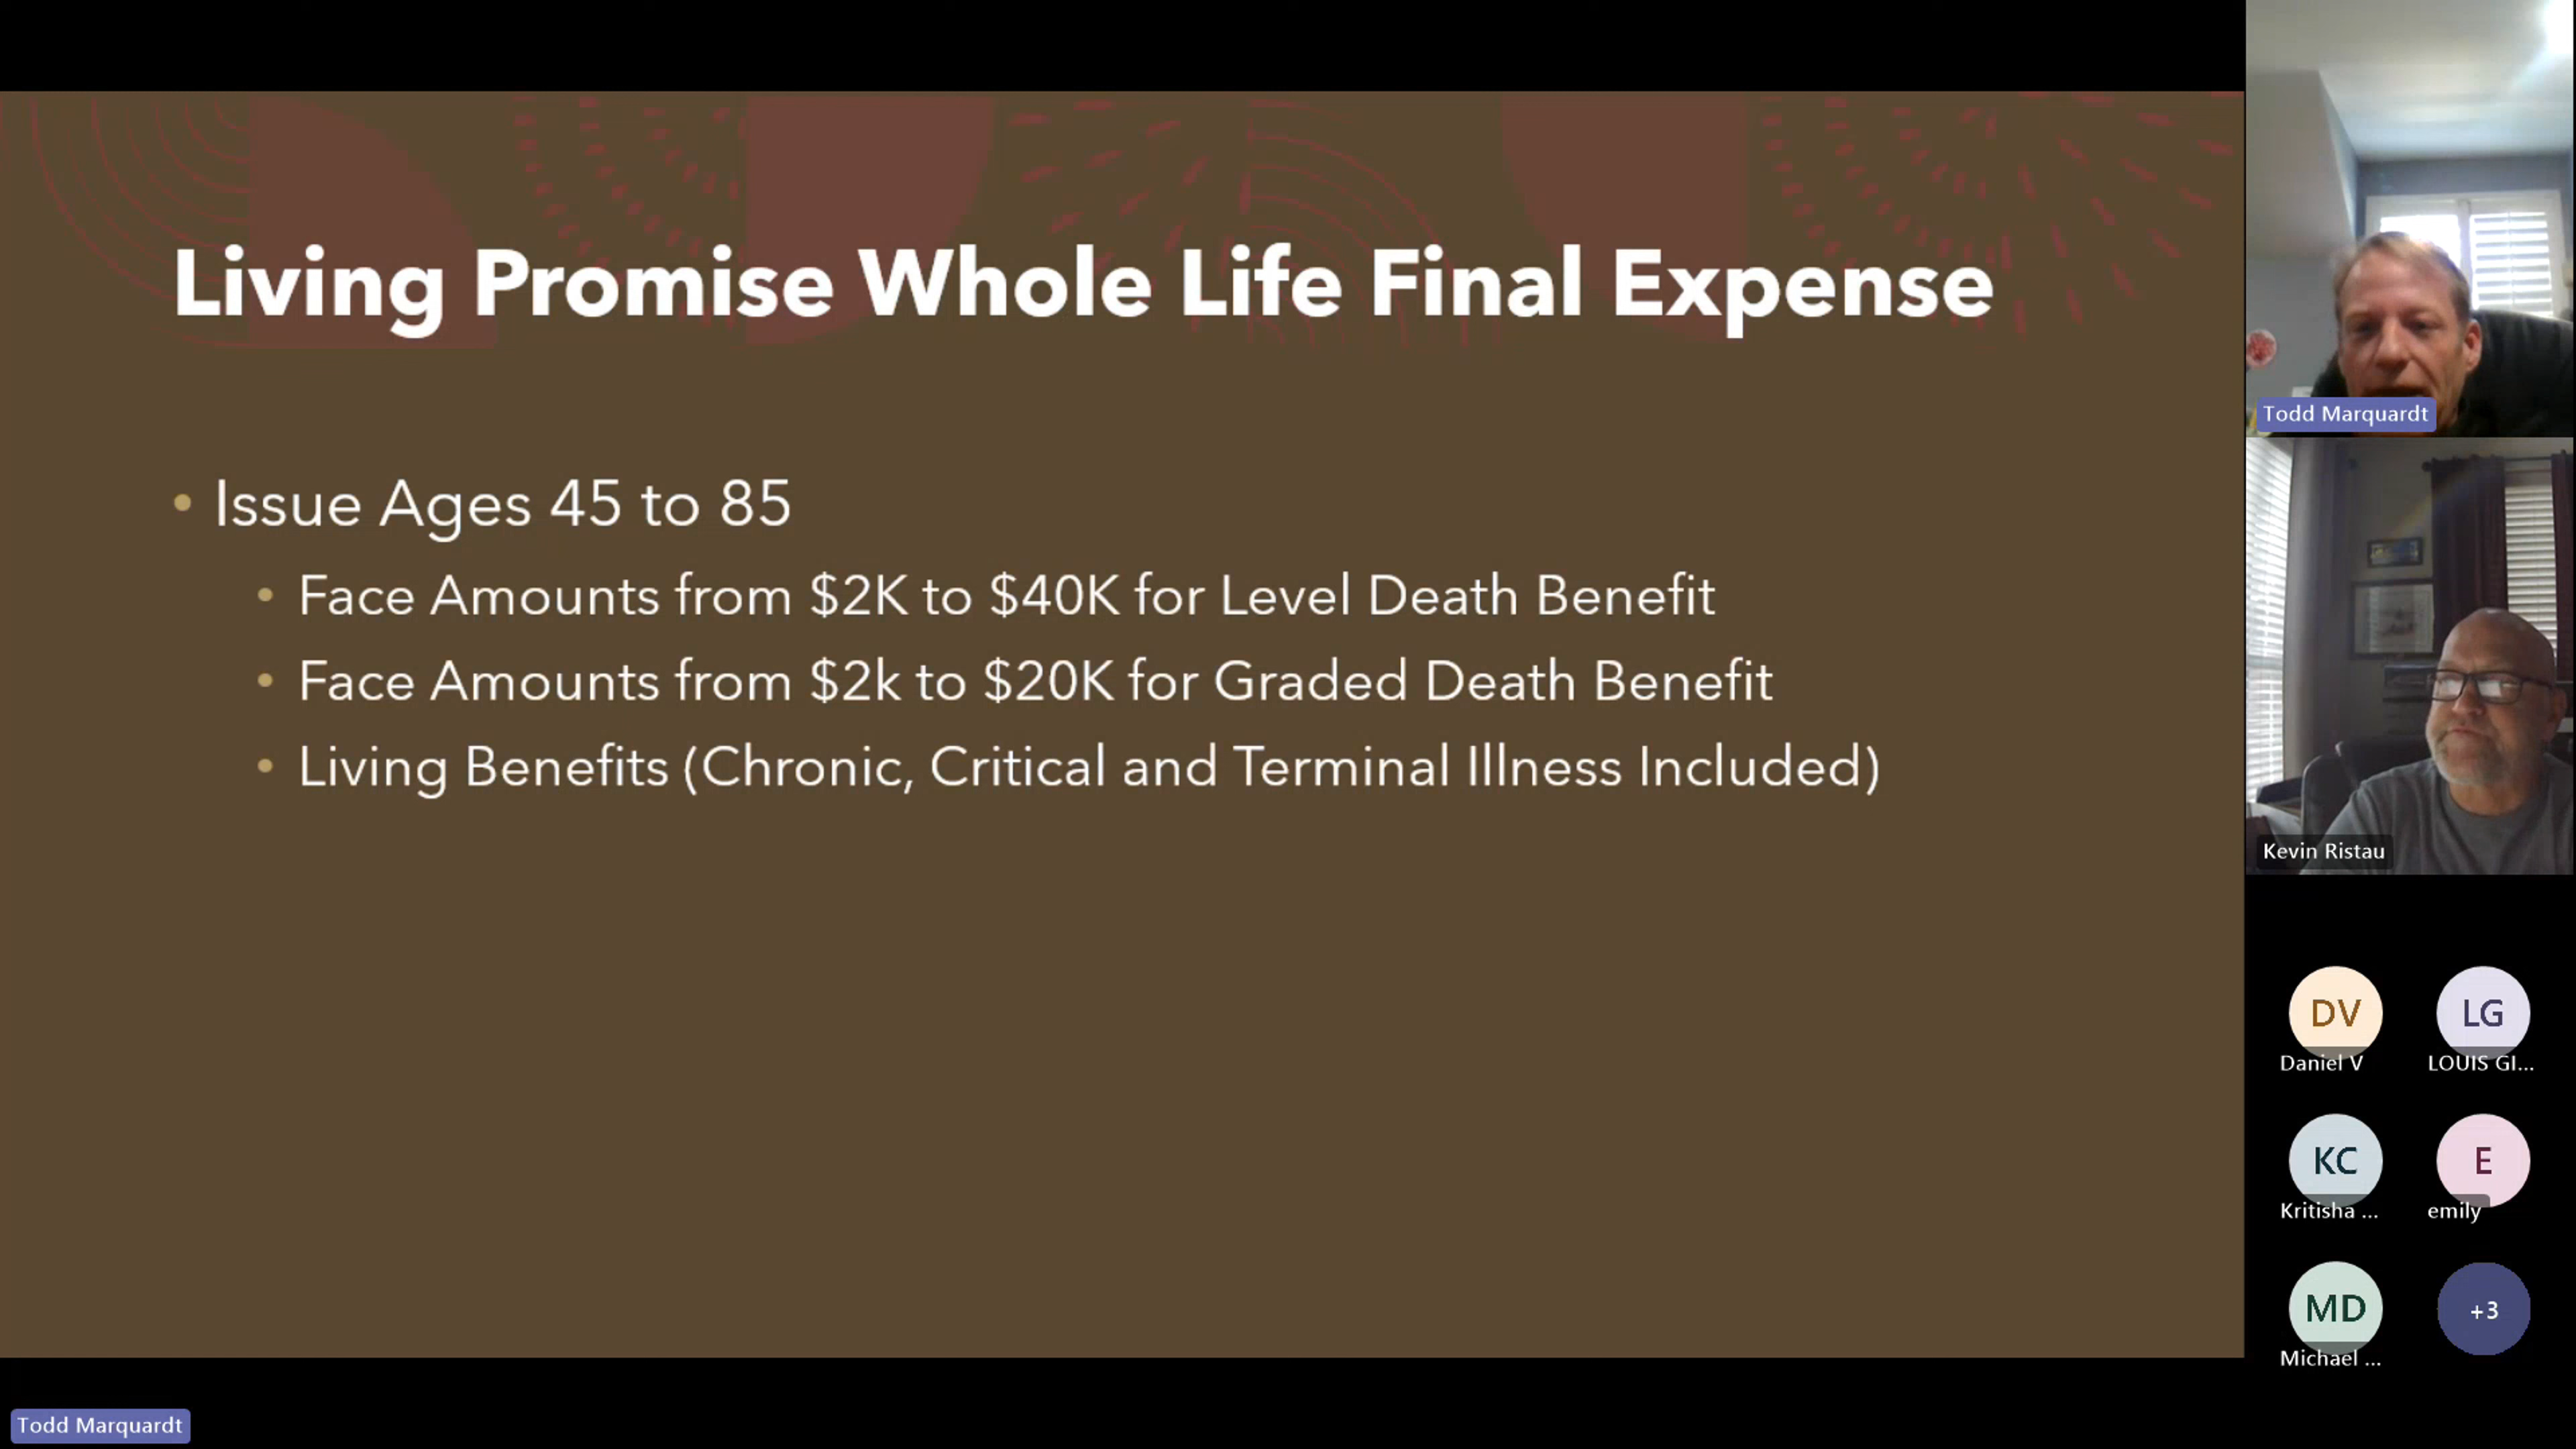 Living Promise Whole Life Final Expense
• Issue Ages 45 to 85
• Face Amounts from $2K to $40K for Level Death Benefit
• Face Amounts from $2k to $20K for Graded Death Benefit
• Living Benefits (Chronic, Critical and Terminal Illness Included)
Todd Marquardt
Kevin Ristau
DV
Daniel V
LG
LOUIS GI...
KC
Kritisha ...
E
emily
MD
Michael ...
+3
Todd Marquardt